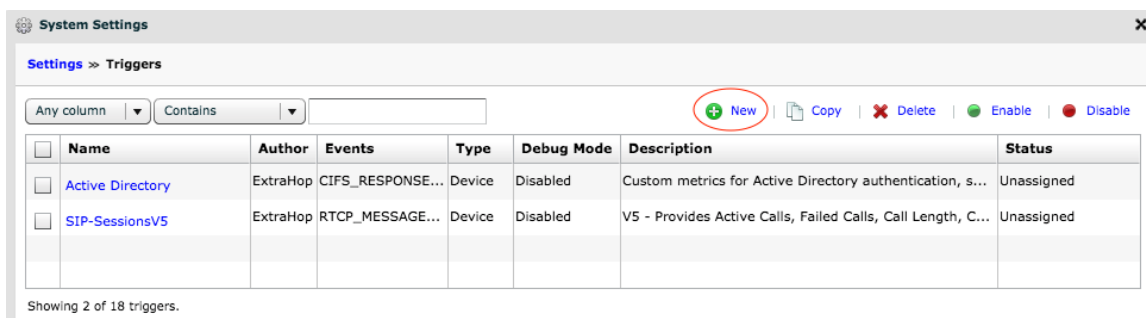 System Settings
Settings » Triggers
Any column Contains New | Copy | Delete | Enable | Disable
Name Author Events Type Debug Mode Description Status
Active Directory ExtraHop CIFS_RESPONSE... Device Disabled Custom metrics for Active Directory authentication, s... Unassigned
SIP-SessionsV5 ExtraHop RTCP_MESSAGE... Device Disabled V5 - Provides Active Calls, Failed Calls, Call Length, C... Unassigned
Showing 2 of 18 triggers.